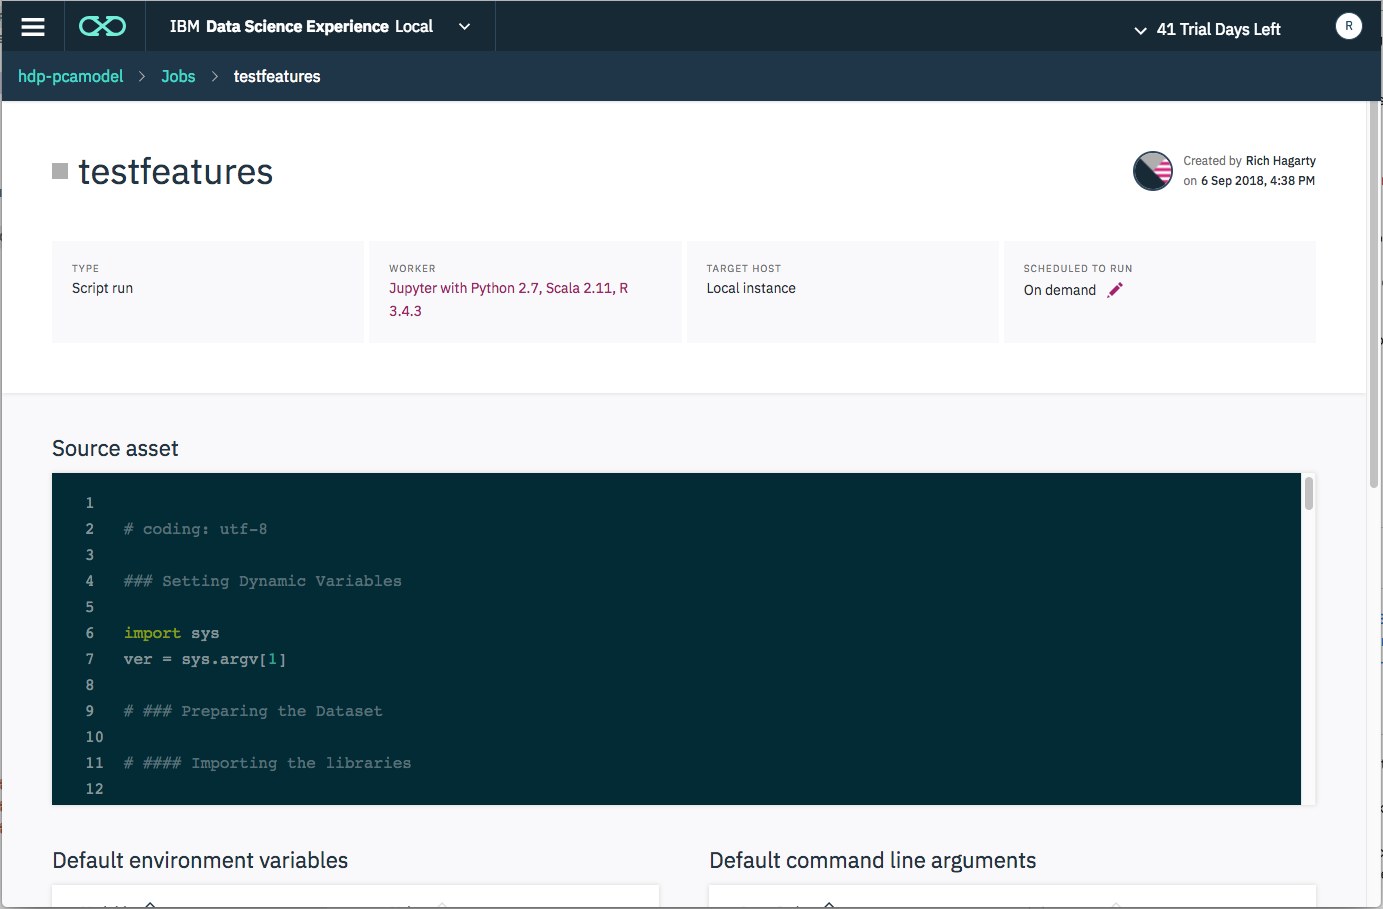 IBM Data Science Experience Local
41 Trial Days Left
R
hdp-pcamodel > Jobs > testfeatures
testfeatures
Created by Rich Hagarty
on 6 Sep 2018, 4:38 PM
TYPE
Script run
WORKER
Jupyter with Python 2.7, Scala 2.11, R
3.4.3
TARGET HOST
Local instance
SCHEDULED TO RUN
On demand
Source asset
1
2 # coding: utf-8
3
4 ### Setting Dynamic Variables
5
6 import sys
7 ver = sys.argv[1]
8
9 # ### Preparing the Dataset
10
11 # #### Importing the libraries
12
Default environment variables
Default command line arguments